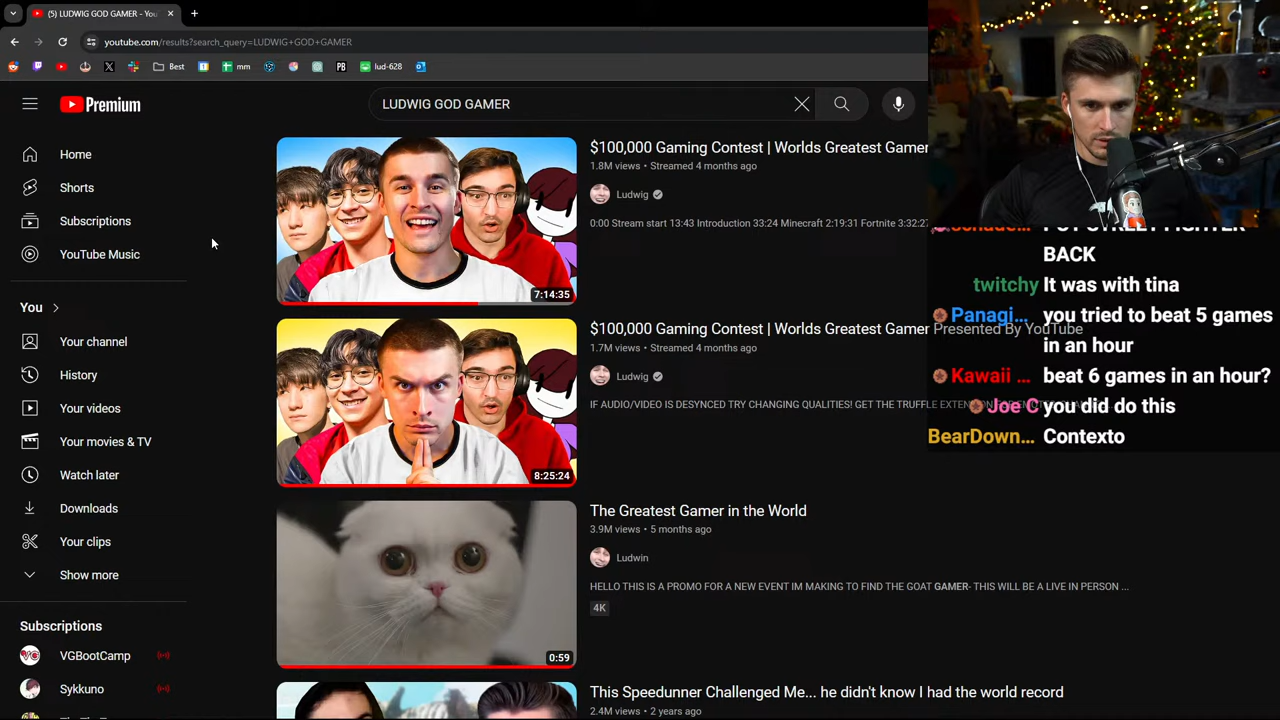 (5) LUDWIG GOD GAMER - You
youtube.com/results?search_query=LUDWIG+GOD+GAMER
Best
mm
PB
lud-628
Premium
LUDWIG GOD GAMER
Home
Shorts
Subscriptions
YouTube Music
You
Your channel
History
Your videos
Your movies & TV
Watch later
Downloads
Your clips
Show more
Subscriptions
VGBootCamp
Sykkuno
$100,000 Gaming Contest | Worlds Greatest Gamer
1.8M views • Streamed 4 months ago
Ludwig
0:00 Stream start 13:43 Introduction 33:24 Minecraft 2:19:31 Fortnite 3:32:27
7:14:35
$100,000 Gaming Contest | Worlds Greatest Gamer Presented By YouTube
1.7M views • Streamed 4 months ago
Ludwig
IF AUDIO/VIDEO IS DESYNCED TRY CHANGING QUALITIES! GET THE TRUFFLE
8:25:24
The Greatest Gamer in the World
3.9M views • 5 months ago
Ludwin
HELLO THIS IS A PROMO FOR A NEW EVENT IM MAKING TO FIND THE GOAT GAMER- THIS WILL BE A LIVE IN PERSON ...
4K
0:59
This Speedunner Challenged Me... he didn't know I had the world record
2.4M views • 2 years ago
BACK
twitchy It was with tina
Panagi... you tried to beat 5 games
in an hour
Kawaii ... beat 6 games in an hour?
Joe C you did do this
BearDown... Contexto